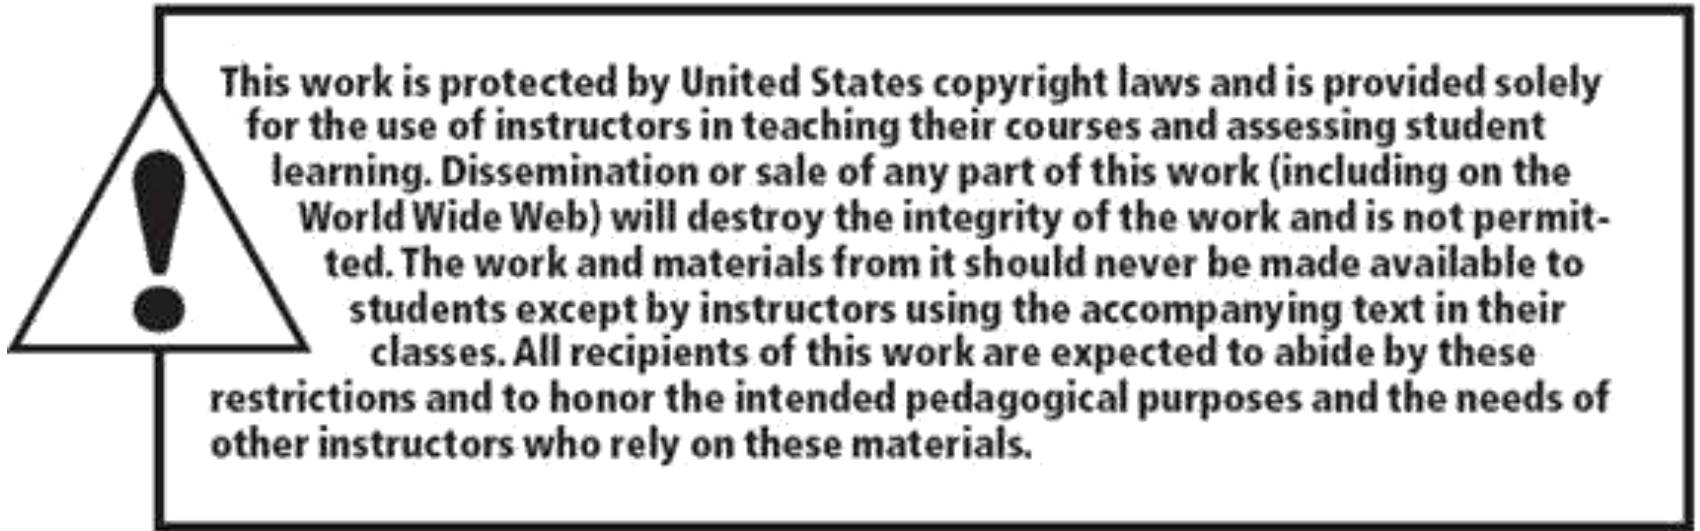 This work is protected by United States copyright laws and is provided solely
for the use of instructors in teaching their courses and assessing student
learning. Dissemination or sale of any part of this work (including on the
World Wide Web) will destroy the integrity of the work and is not permit-
ted. The work and materials from it should never be made available to
students except by instructors using the accompanying text in their
classes. All recipients of this work are expected to abide by these
restrictions and to honor the intended pedagogical purposes and the needs of
other instructors who rely on these materials.